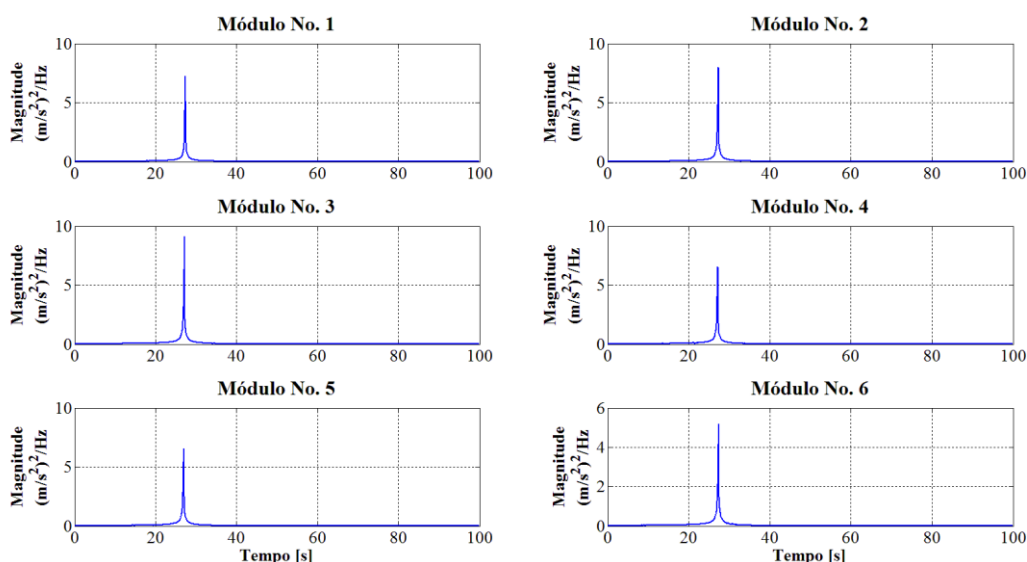 Módulo No. 1
Magnitude
(m/s²)²/Hz
10
5
0
0 20 40 60 80 100
Módulo No. 2
Magnitude
(m/s²)²/Hz
10
5
0
0 20 40 60 80 100
Módulo No. 3
Magnitude
(m/s²)²/Hz
10
5
0
0 20 40 60 80 100
Módulo No. 4
Magnitude
(m/s²)²/Hz
10
5
0
0 20 40 60 80 100
Módulo No. 5
Magnitude
(m/s²)²/Hz
10
5
0
0 20 40 60 80 100
Tempo [s]
Módulo No. 6
Magnitude
(m/s²)²/Hz
6
4
2
0
0 20 40 60 80 100
Tempo [s]